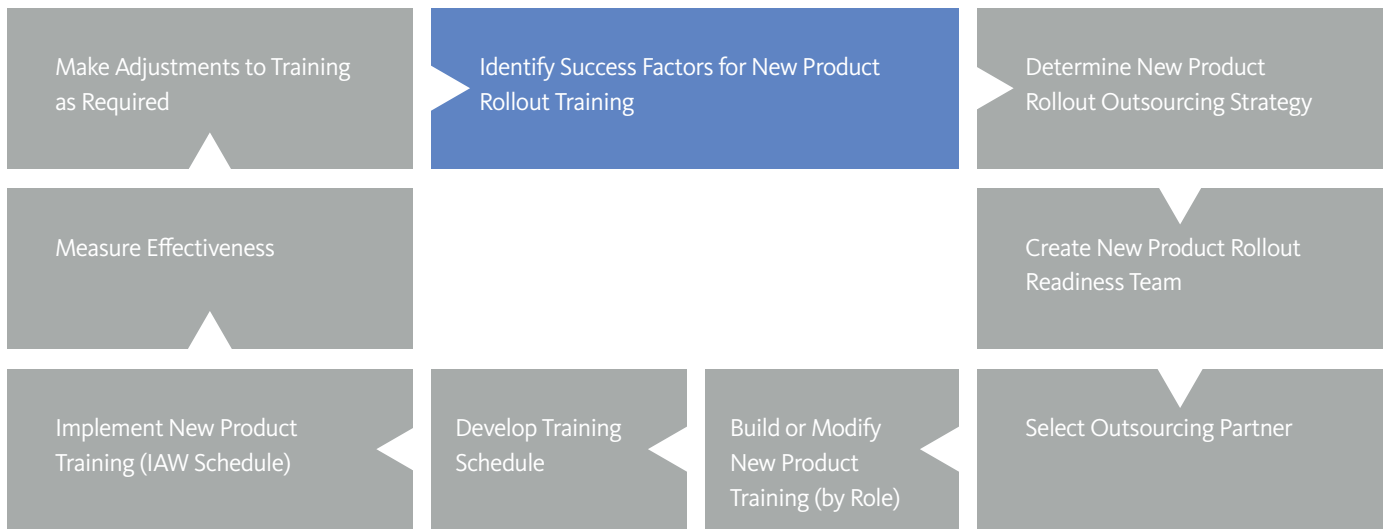 Make Adjustments to Training
as Required
Identify Success Factors for New Product
Rollout Training
Determine New Product
Rollout Outsourcing Strategy
Measure Effectiveness
Create New Product Rollout
Readiness Team
Implement New Product
Training (IAW Schedule)
Develop Training
Schedule
Build or Modify
New Product
Training (by Role)
Select Outsourcing Partner